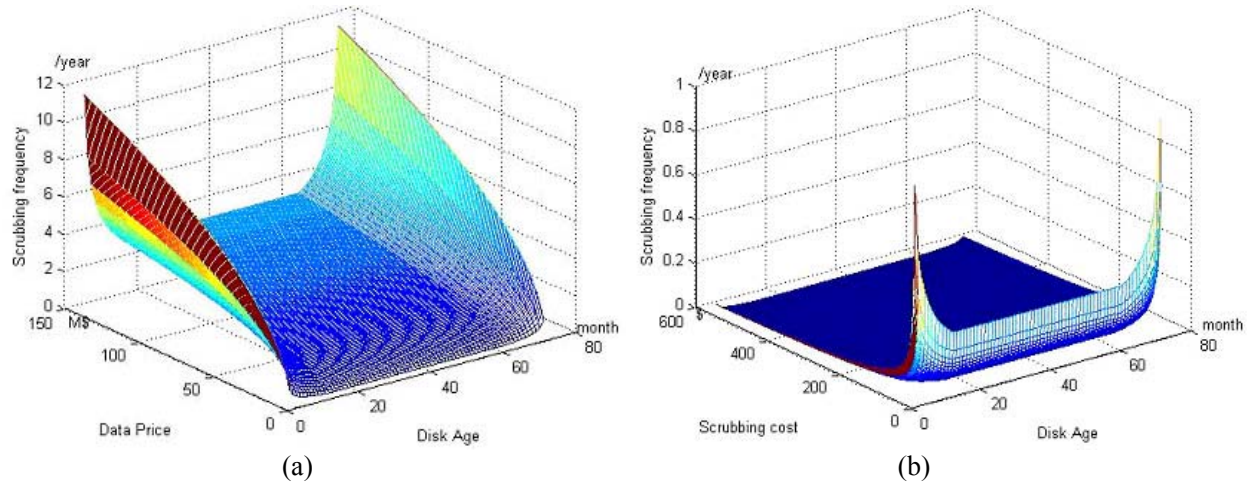 /year
12
10
8
6
4
2
0
Scrubbing frequency
150
M$
100
50
0
Data Price
0
20
40
60
80
month
Disk Age
(a)
/year
1
0.8
0.6
0.4
0.2
0
Scrubbing frequency
600
$
400
200
0
Scrubbing cost
0
20
40
60
80
month
Disk Age
(b)